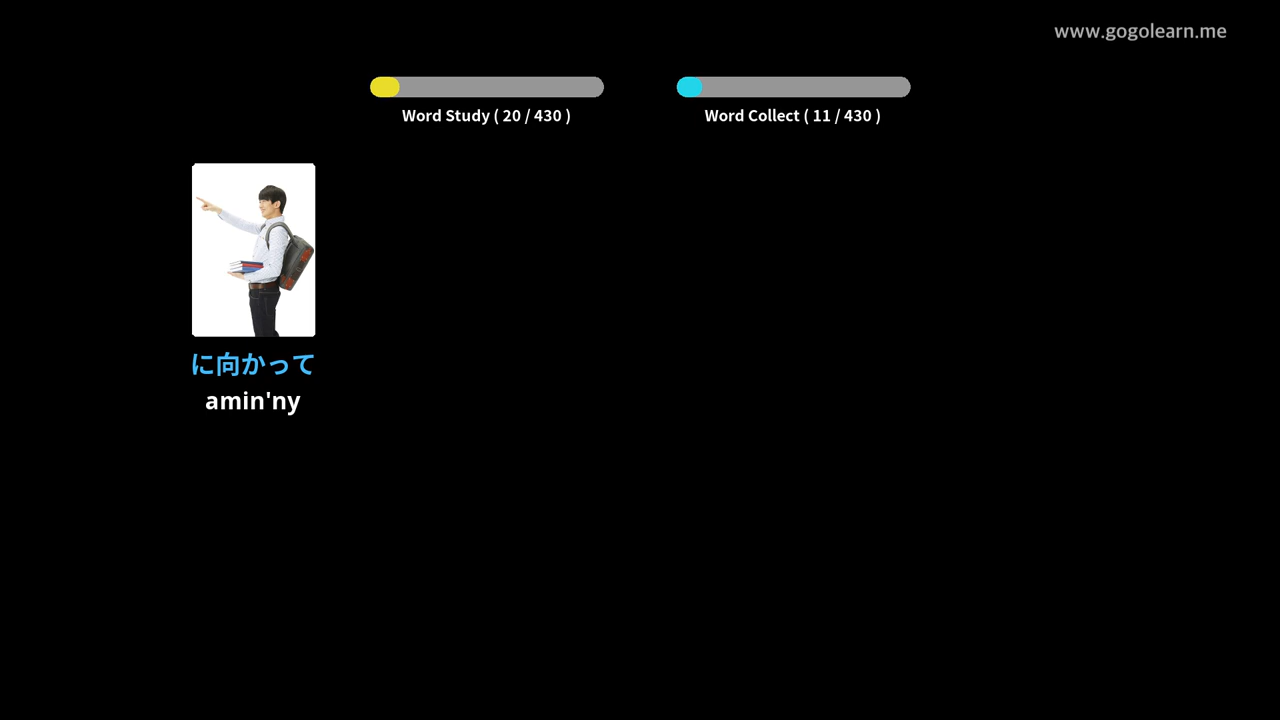 www.gogolearn.me
Word Study ( 20 / 430 )
Word Collect ( 11 / 430 )
に向かって
amin'ny